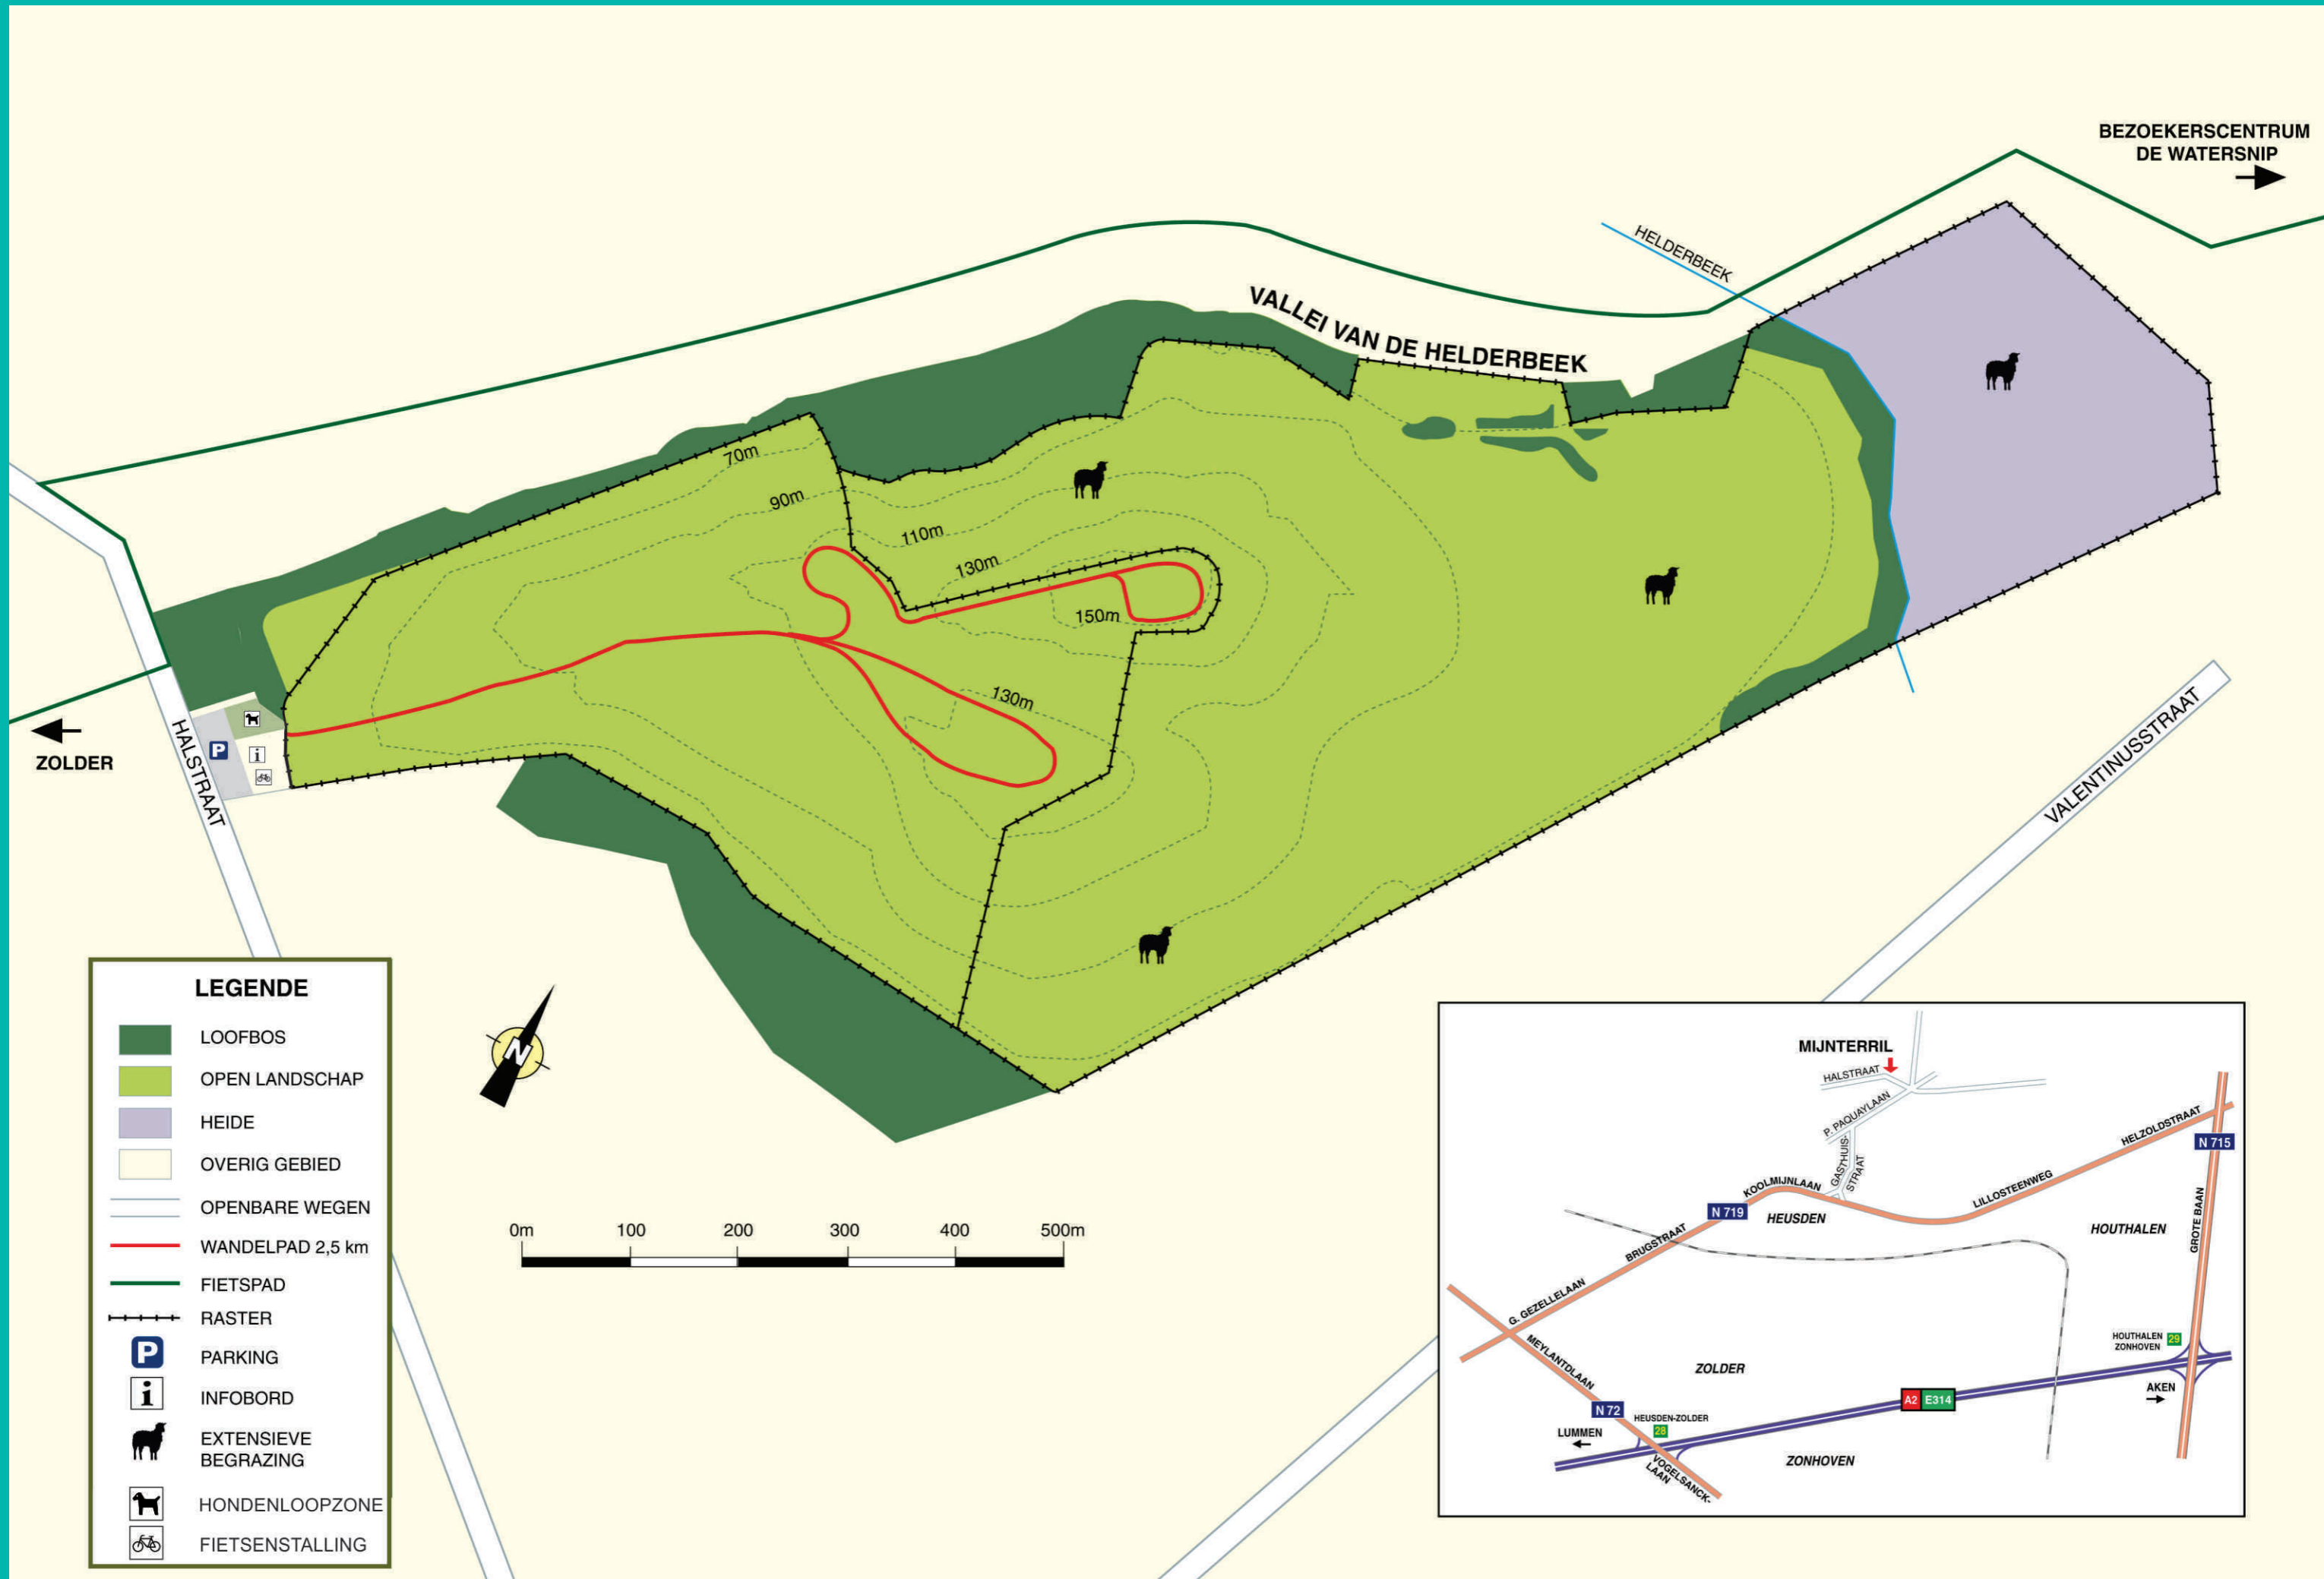 BEZOEKERSCENTRUM
DE WATERSNIP
HELDERBEEK
VALLEI VAN DE HELDERBEEK
70m
90m
110m
130m
150m
130m
ZOLDER
HALSTRAAT
P
i
VALENTINUSSTRAAT
LEGENDE
LOOFBOS
OPEN LANDSCHAP
HEIDE
OVERIG GEBIED
OPENBARE WEGEN
WANDELPAD 2,5 km
FIETSPAD
RASTER
P
PARKING
i
INFOBORD
EXTENSIEVE
BEGRAZING
HONDENLOOPZONE
FIETSENSTALLING
N
0m 100 200 300 400 500m
MIJNTERRIL
HALSTRAAT
P. PAQUAYLAAN
GASTHUIS-
STRAAT
HELZOLDSTRAAT
N 715
KOOLMIJNLAAN
LILLOSTEENWEG
N 719
HEUSDEN
HOUTHALEN
GROTE BAAN
BRUGSTRAAT
G. GEZELLELAAN
MEYLANDTLAAN
ZOLDER
HOUTHALEN
ZONHOVEN
29
AKEN
A2 E314
N 72
HEUSDEN-ZOLDER
28
LUMMEN
VOGELSANCK-
LAAN
ZONHOVEN